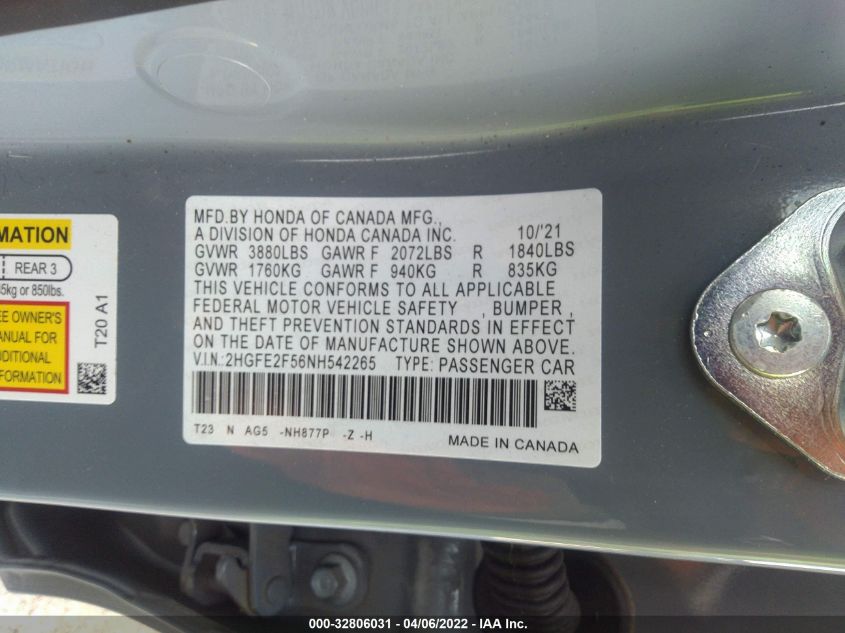 MFD.BY HONDA OF CANADA MFG.,
A DIVISION OF HONDA CANADA INC. 10/'21
GVWR 3880LBS GAWR F 2072LBS R 1840LBS
GVWR 1760KG GAWR F 940KG R 835KG
THIS VEHICLE CONFORMS TO ALL APPLICABLE
FEDERAL MOTOR VEHICLE SAFETY , BUMPER ,
AND THEFT PREVENTION STANDARDS IN EFFECT
ON THE DATE OF MANUFACTURE SHOWN ABOVE.
V.I.N: 2HGFE2F56NH542265 TYPE: PASSENGER CAR
T23 N AG5 -NH877P -Z -H
MADE IN CANADA
MATION
REAR 3
5kg or 850lbs.
EE OWNER'S
ANUAL FOR
DDITIONAL
FORMATION
T20 A1
000-32806031 - 04/06/2022 - IAA Inc.